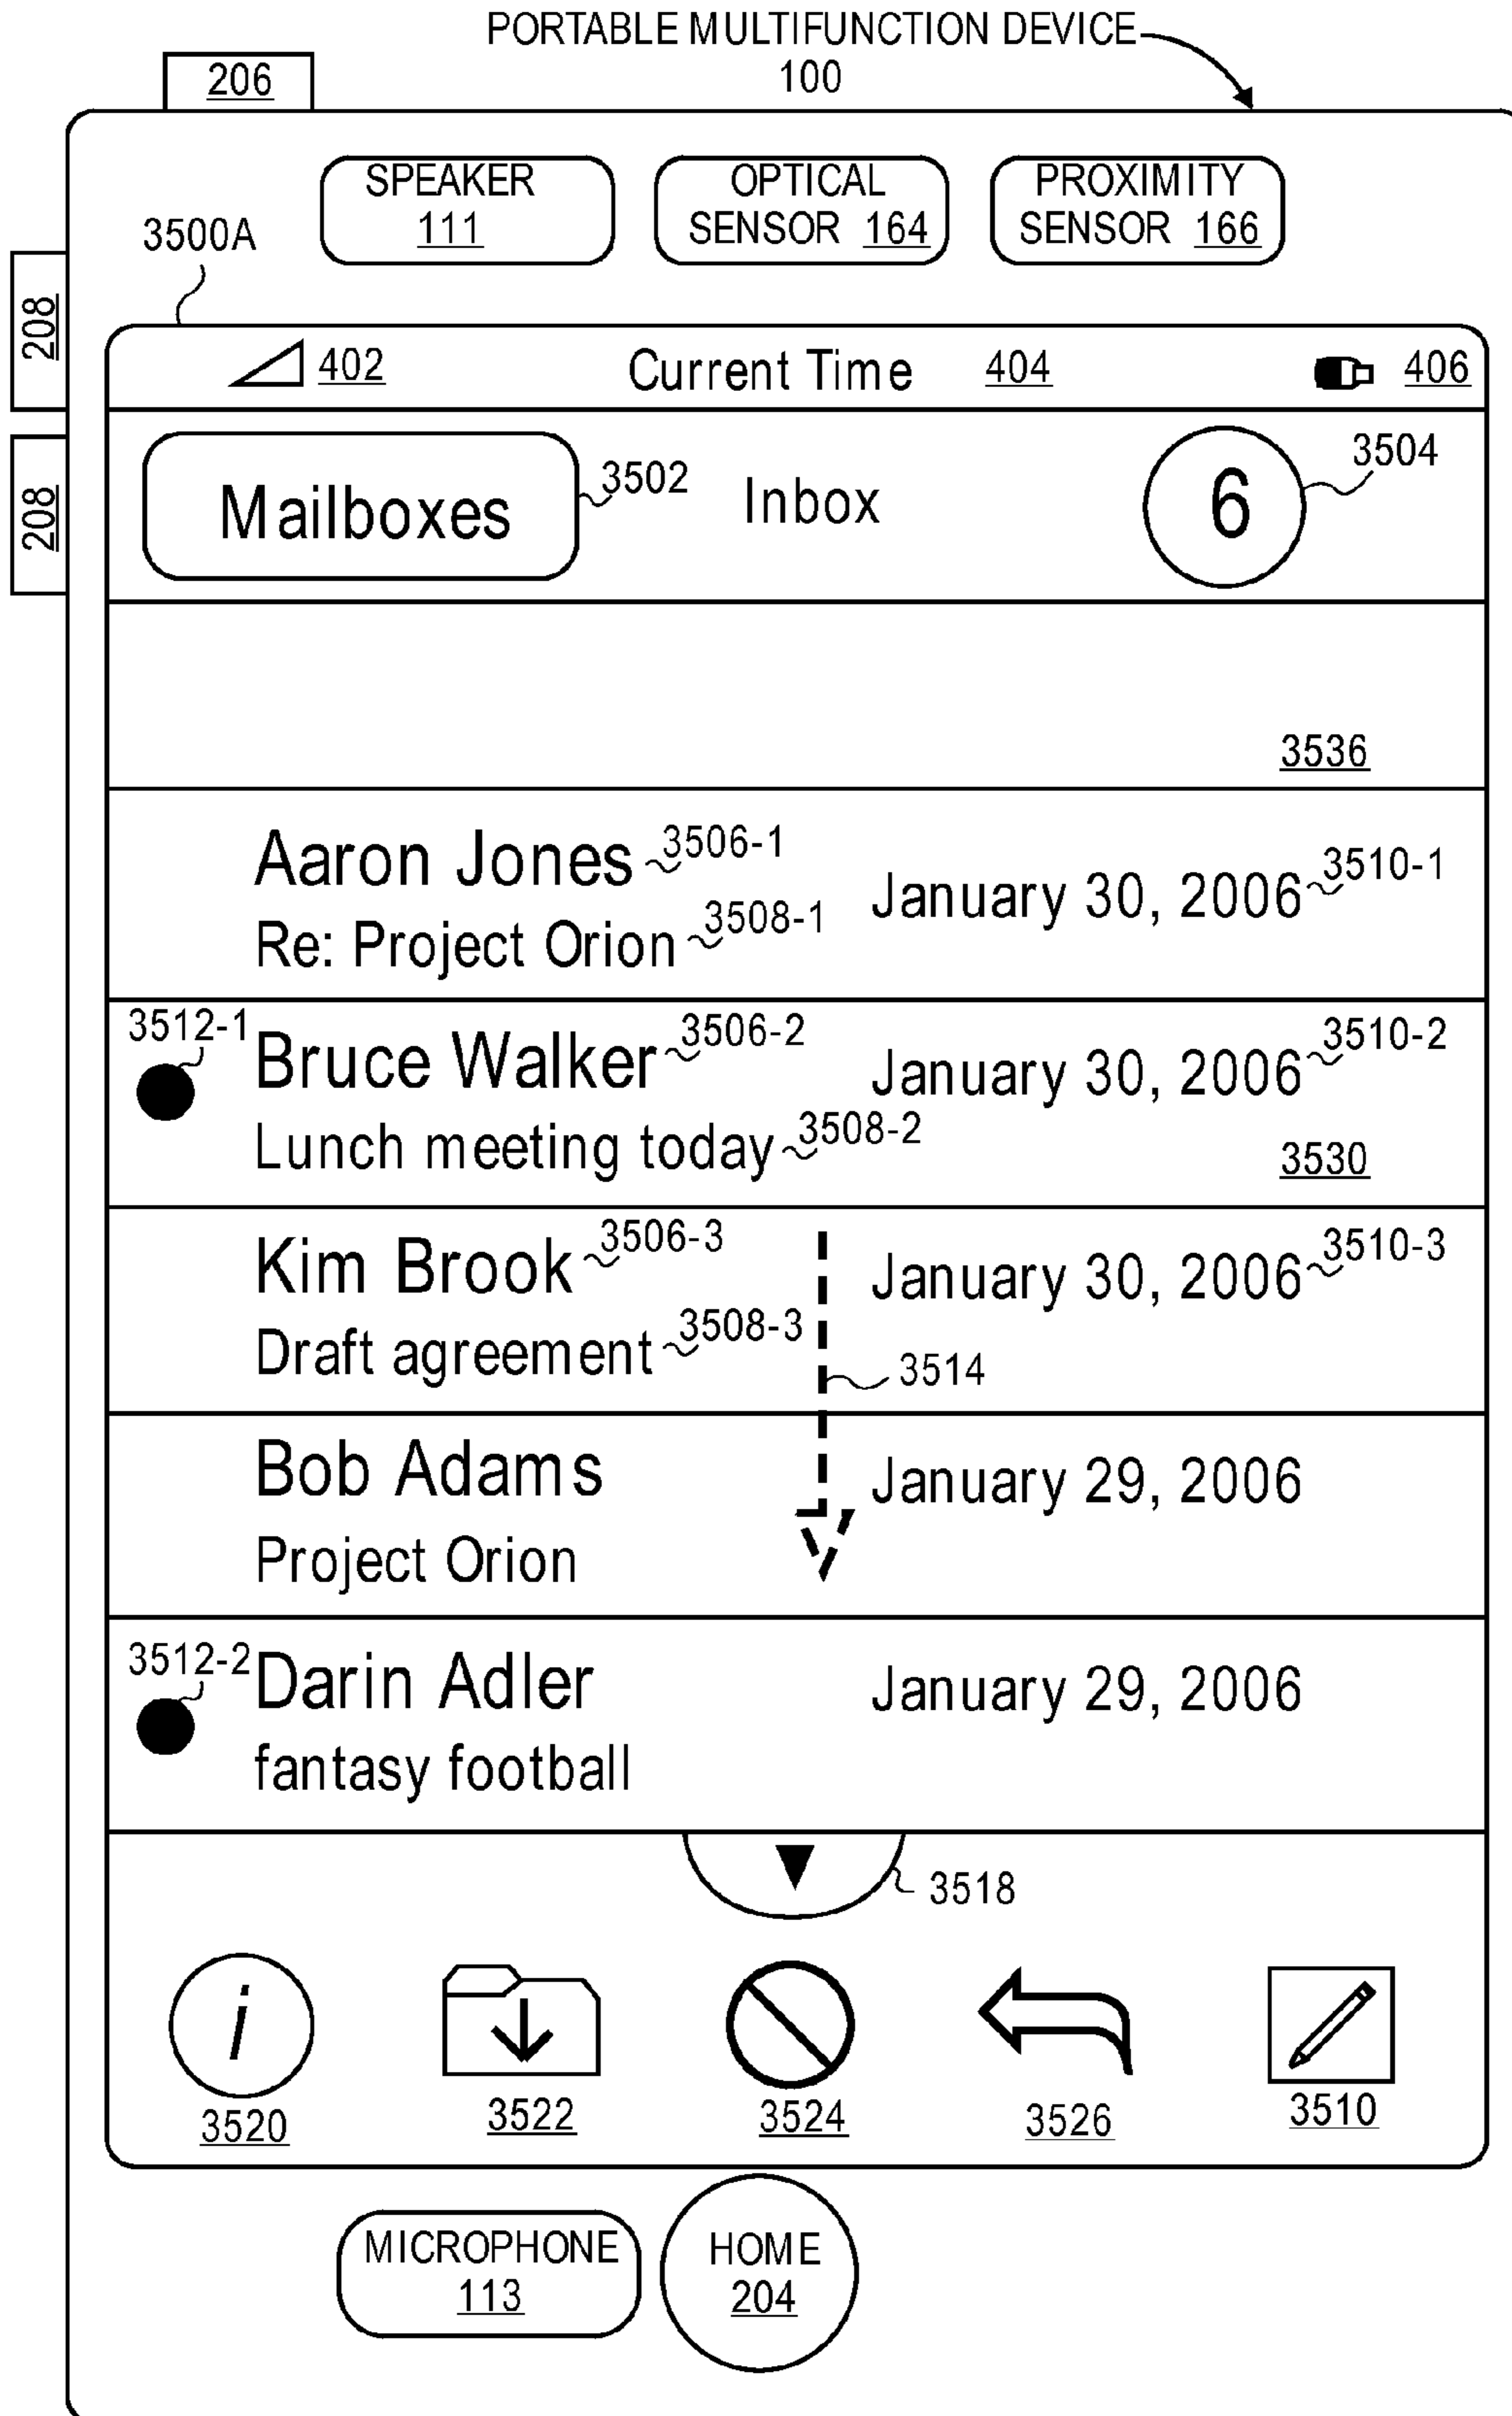 PORTABLE MULTIFUNCTION DEVICE
100
206
SPEAKER
111
OPTICAL
SENSOR 164
PROXIMITY
SENSOR 166
3500A
208
208
402
Current Time 404
406
Mailboxes
3502
Inbox
6
3504
3536
Aaron Jones 3506-1
January 30, 2006 3510-1
Re: Project Orion 3508-1
3512-1
Bruce Walker 3506-2
January 30, 2006 3510-2
Lunch meeting today 3508-2
3530
Kim Brook 3506-3
January 30, 2006 3510-3
Draft agreement 3508-3
3514
Bob Adams
January 29, 2006
Project Orion
3512-2
Darin Adler
January 29, 2006
fantasy football
3518
i
3520
3522
3524
3526
3510
MICROPHONE
113
HOME
204